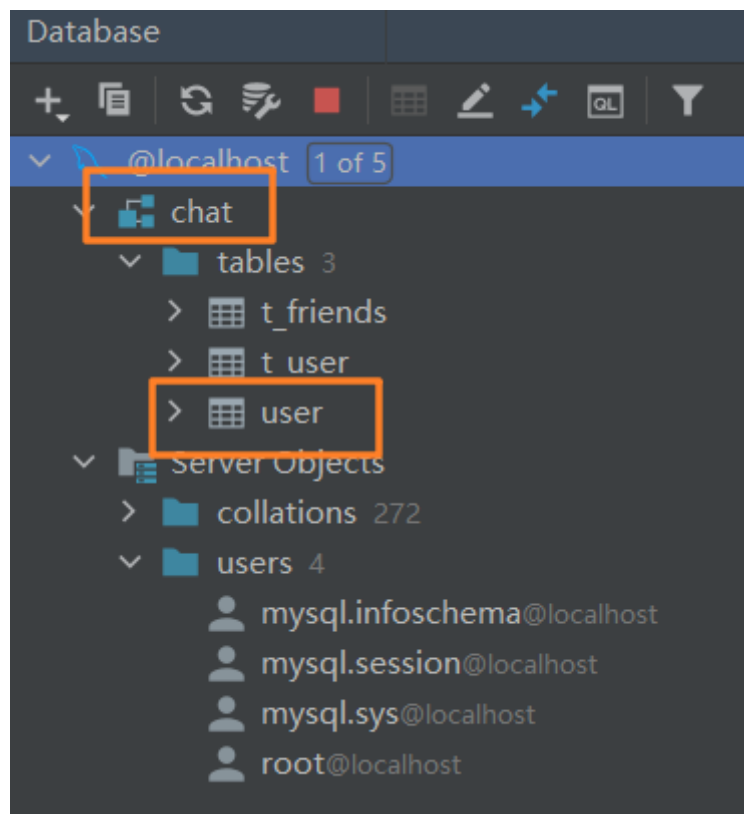 Database
QL
@localhost 1 of 5
chat
tables 3
t_friends
t_user
user
Server Objects
collations 272
users 4
mysql.infoschema@localhost
mysql.session@localhost
mysql.sys@localhost
root@localhost